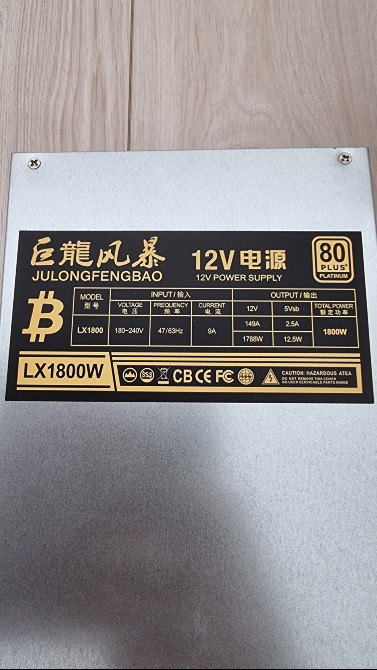 巨龍风暴
JULONGFENGBAO
12V电源
12V POWER SUPPLY
80
PLUS
PLATINUM
MODEL
型号
INPUT/输入
OUTPUT/输出
VOLTAGE
电压
FREQUENCY
频率
CURRENT
电流
12V
5Vsb
TOTAL POWER
额定功率
LX1800
180~240V
47/63Hz
9A
149A
2.5A
1800W
1788W
12.5W
LX1800W
CB CE FC
CAUTION: HAZARDOUS ATEA
DO NOT REMOVE THIS COVER
NO USER SERVICABLE PARTS INSIDE